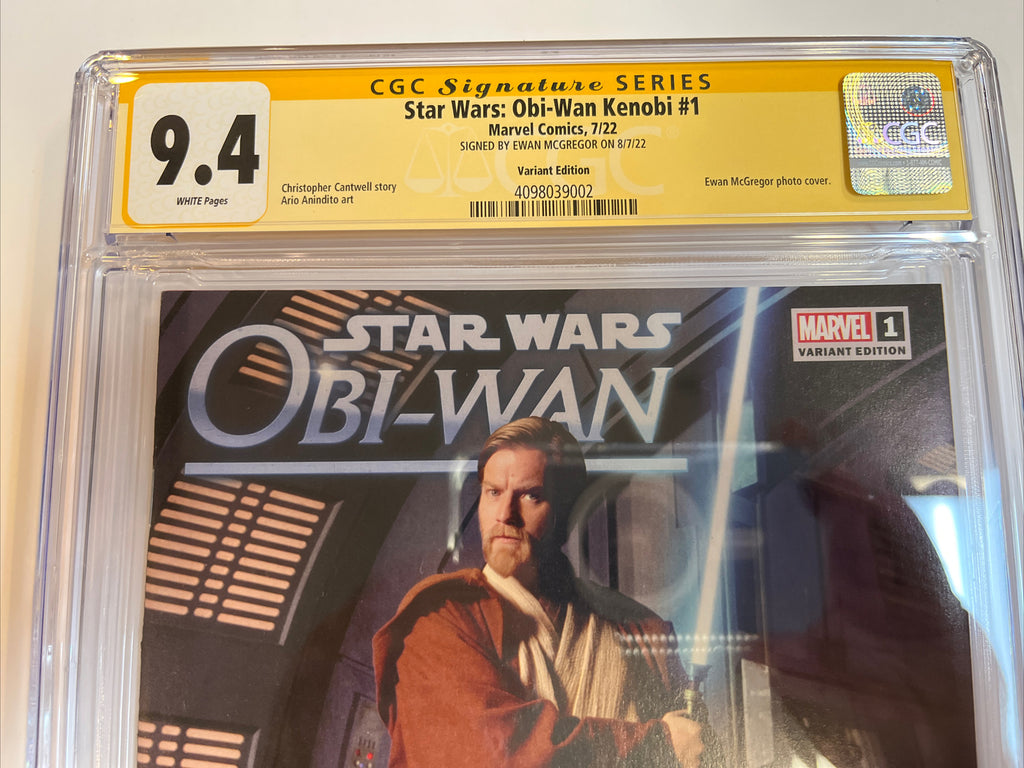 CGC Signature SERIES
Star Wars: Obi-Wan Kenobi #1
Marvel Comics, 7/22
SIGNED BY EWAN MCGREGOR ON 8/7/22
Variant Edition
4098039002
9.4
WHITE Pages
Christopher Cantwell story
Ario Anindito art
Ewan McGregor photo cover.
CGC
CGC
STAR WARS
OBI-WAN
MARVEL 1
VARIANT EDITION